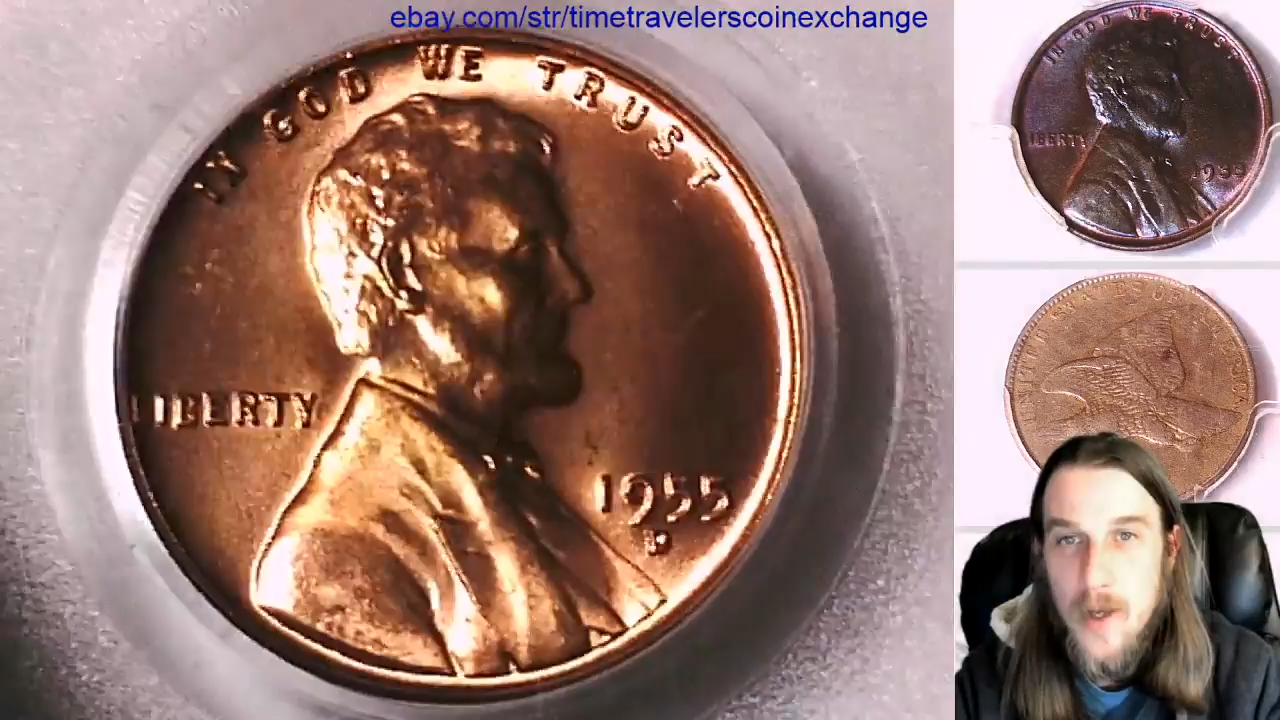 ebay.com/str/timetravelerscoinexchange
IN GOD WE TRUST
LIBERTY
1955
D
IN GOD WE TRUST
LIBERTY